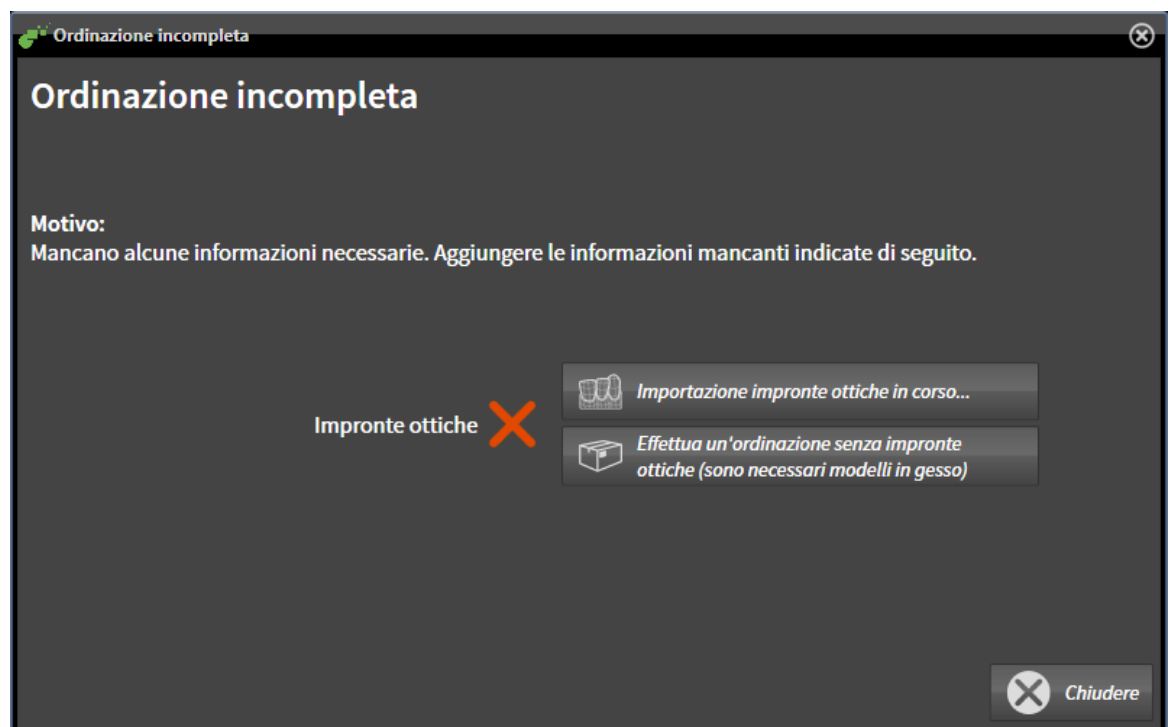 Ordinazione incompleta
Ordinazione incompleta
Motivo:
Mancano alcune informazioni necessarie. Aggiungere le informazioni mancanti indicate di seguito.
Impronte ottiche
Importazione impronte ottiche in corso...
Effettua un'ordinazione senza impronte
ottiche (sono necessari modelli in gesso)
Chiudere